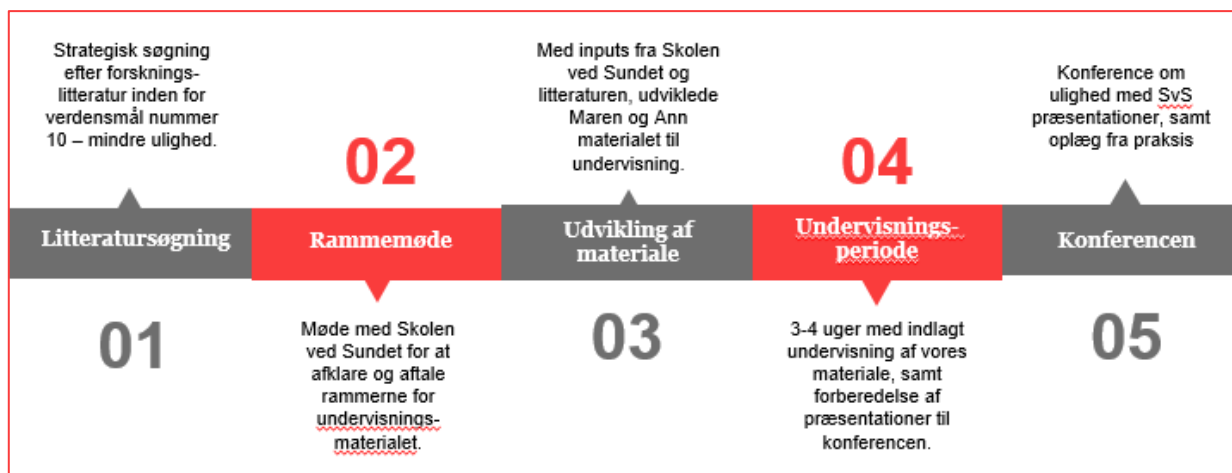 Strategisk søgning
efter forsknings-
litteratur inden for
verdensmål nummer
10 – mindre ulighed.
Litteratursøgning
01
02
Rammemøde
Møde med Skolen
ved Sundet for at
afklare og aftale
rammerne for
undervisnings-
materialet.
Med inputs fra Skolen
ved Sundet og
litteraturen, udviklede
Maren og Ann
materialet til
undervisning.
Udvikling af
materiale
03
04
Undervisnings-
periode
3-4 uger med indlagt
undervisning af vores
materiale, samt
forberedelse af
præsentationer til
konferencen.
Konference om
ulighed med SvS
præsentationer, samt
oplæg fra praksis
Konferencen
05